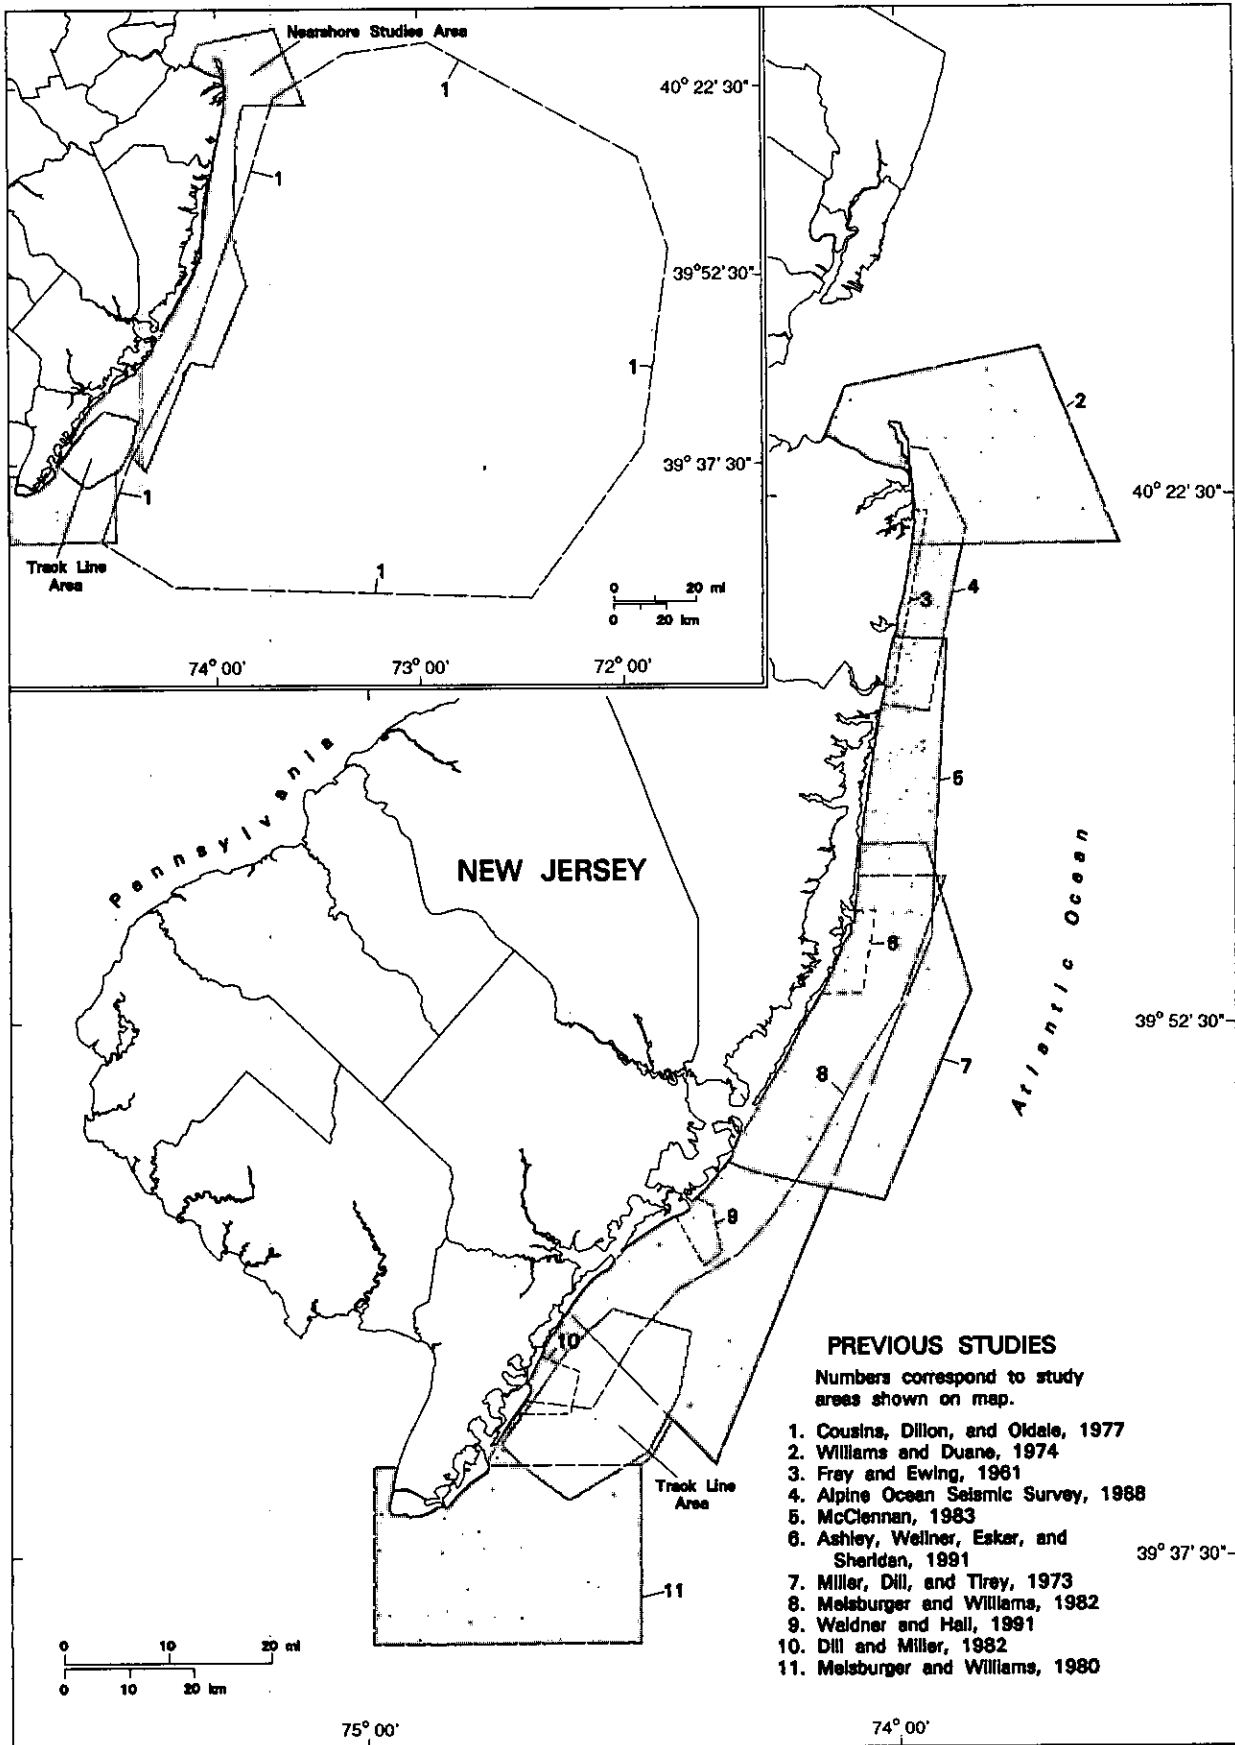 Nearshore Studies Area
1
40° 22' 30"
1
39° 52' 30"
1
39° 37' 30"
1
Track Line
Area
1
0 20 mi
0 20 km
74° 00'
73° 00'
72° 00'
2
40° 22' 30"
3
4
5
6
39° 52' 30"
7
8
9
10
11
Pennsylvania
NEW JERSEY
Atlantic Ocean
Track Line
Area
39° 37' 30"
PREVIOUS STUDIES
Numbers correspond to study
areas shown on map.
1. Cousins, Dillon, and Oldale, 1977
2. Williams and Duane, 1974
3. Fray and Ewing, 1961
4. Alpine Ocean Seismic Survey, 1988
5. McClennan, 1983
6. Ashley, Wellner, Esker, and
Sheridan, 1991
7. Miller, Dill, and Tirey, 1973
8. Meisburger and Williams, 1982
9. Waldner and Hall, 1991
10. Dill and Miller, 1982
11. Meisburger and Williams, 1980
0 10 20 mi
0 10 20 km
75° 00'
74° 00'